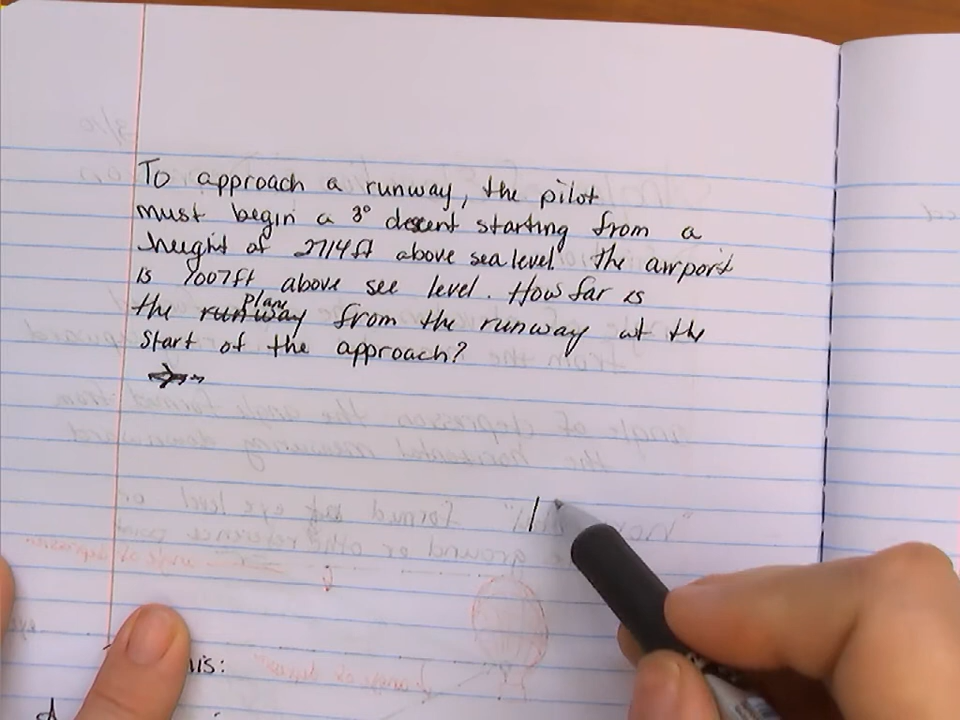 To approach a runway, the pilot
must begin a 3° descent starting from a
height of 2714ft above sea level. The airport
is 1007ft above see level. How far is
the plane from the runway at the
start of the approach?